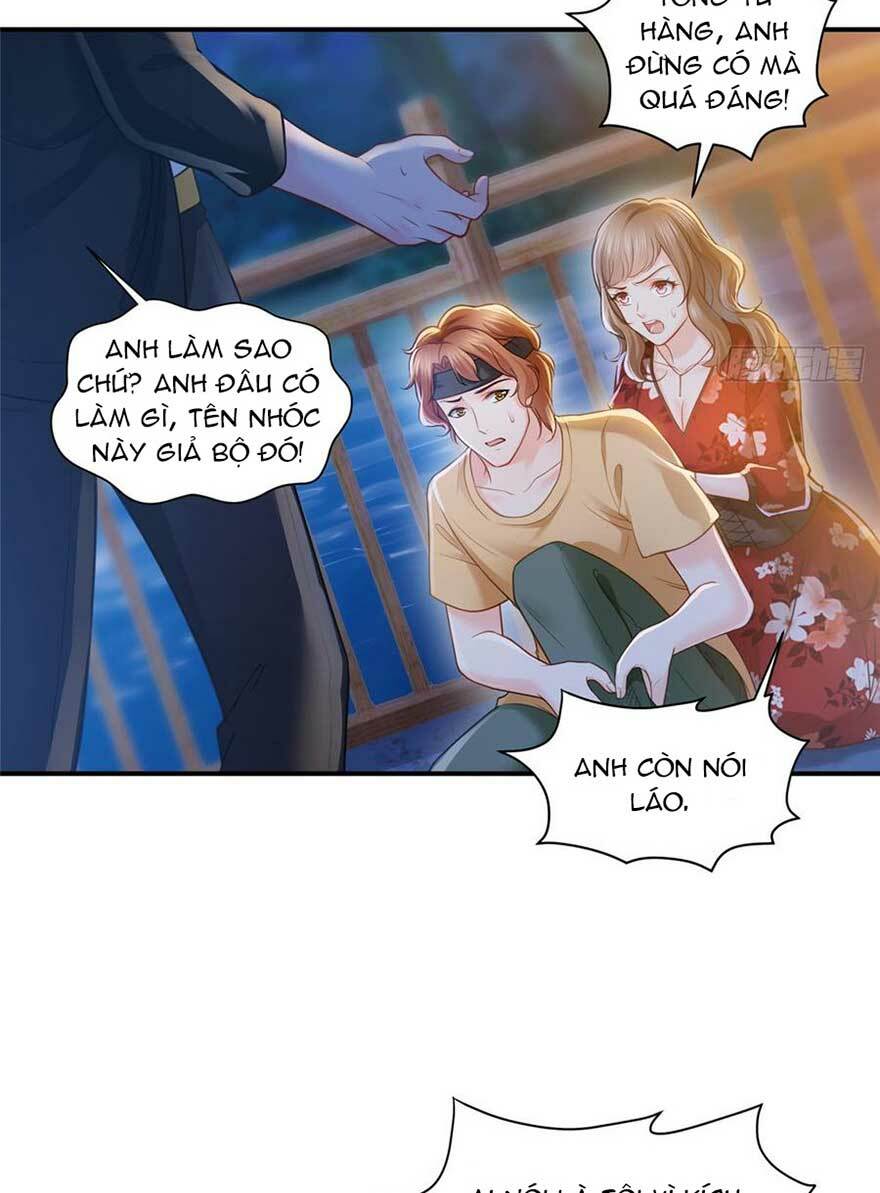 HÀNG, ANH
ĐỪNG CÓ MÀ
QUÁ ĐÁNG!
ANH LÀM SAO
CHỨ? ANH ĐÂU CÓ
LÀM GÌ, TÊN NHÓC
NÀY GIẢ BỘ ĐÓ!
ANH CÒN NÓI
LÁO.